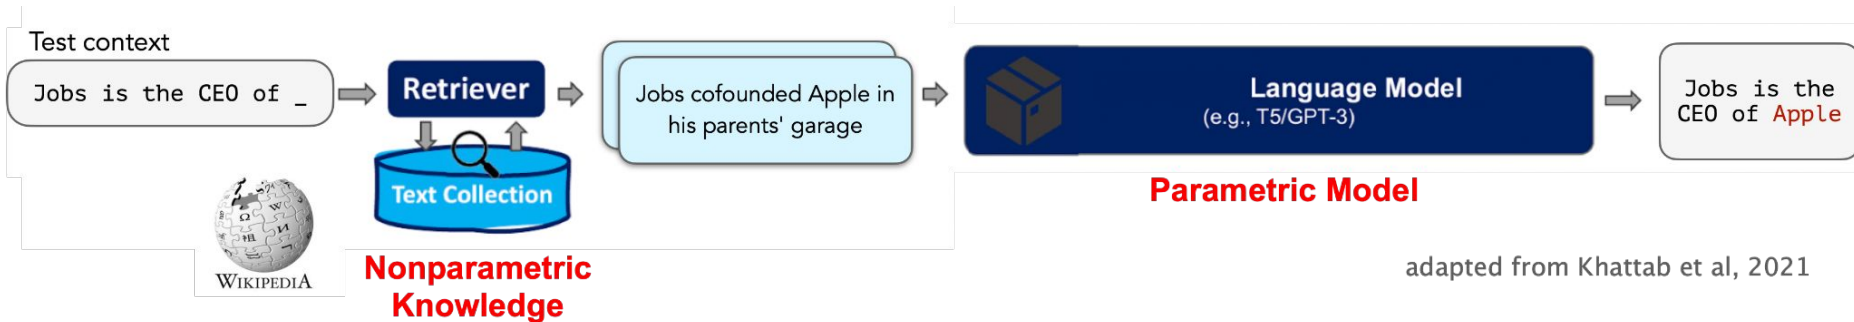 Test context
Jobs is the CEO of _
Retriever
Text Collection
WIKIPEDIA
Nonparametric
Knowledge
Jobs cofounded Apple in
his parents' garage
Language Model
(e.g., T5/GPT-3)
Parametric Model
Jobs is the
CEO of Apple
adapted from Khattab et al, 2021